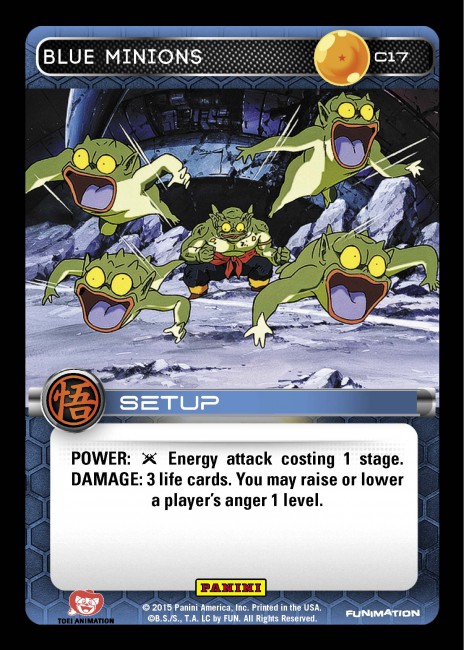 BLUE MINIONS C17
悟 SETUP
POWER: Energy attack costing 1 stage.
DAMAGE: 3 life cards. You may raise or lower
a player's anger 1 level.
PANINI
TOEI ANIMATION
© 2015 Panini America, Inc. Printed in the USA.
©B.S./S., T.A. LC by FUN. All Rights Reserved.
FUNIMATION